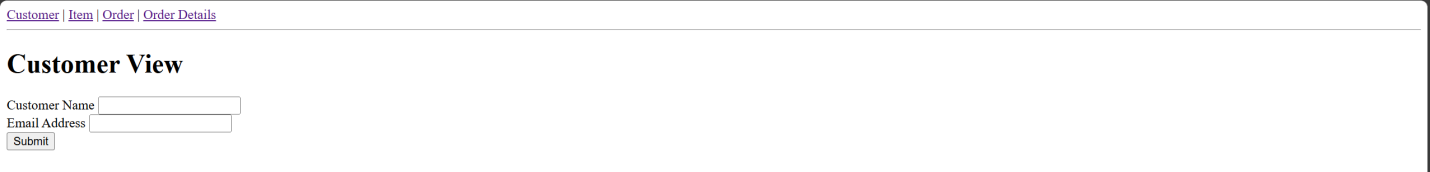 Customer | Item | Order | Order Details
Customer View
Customer Name
Email Address
Submit